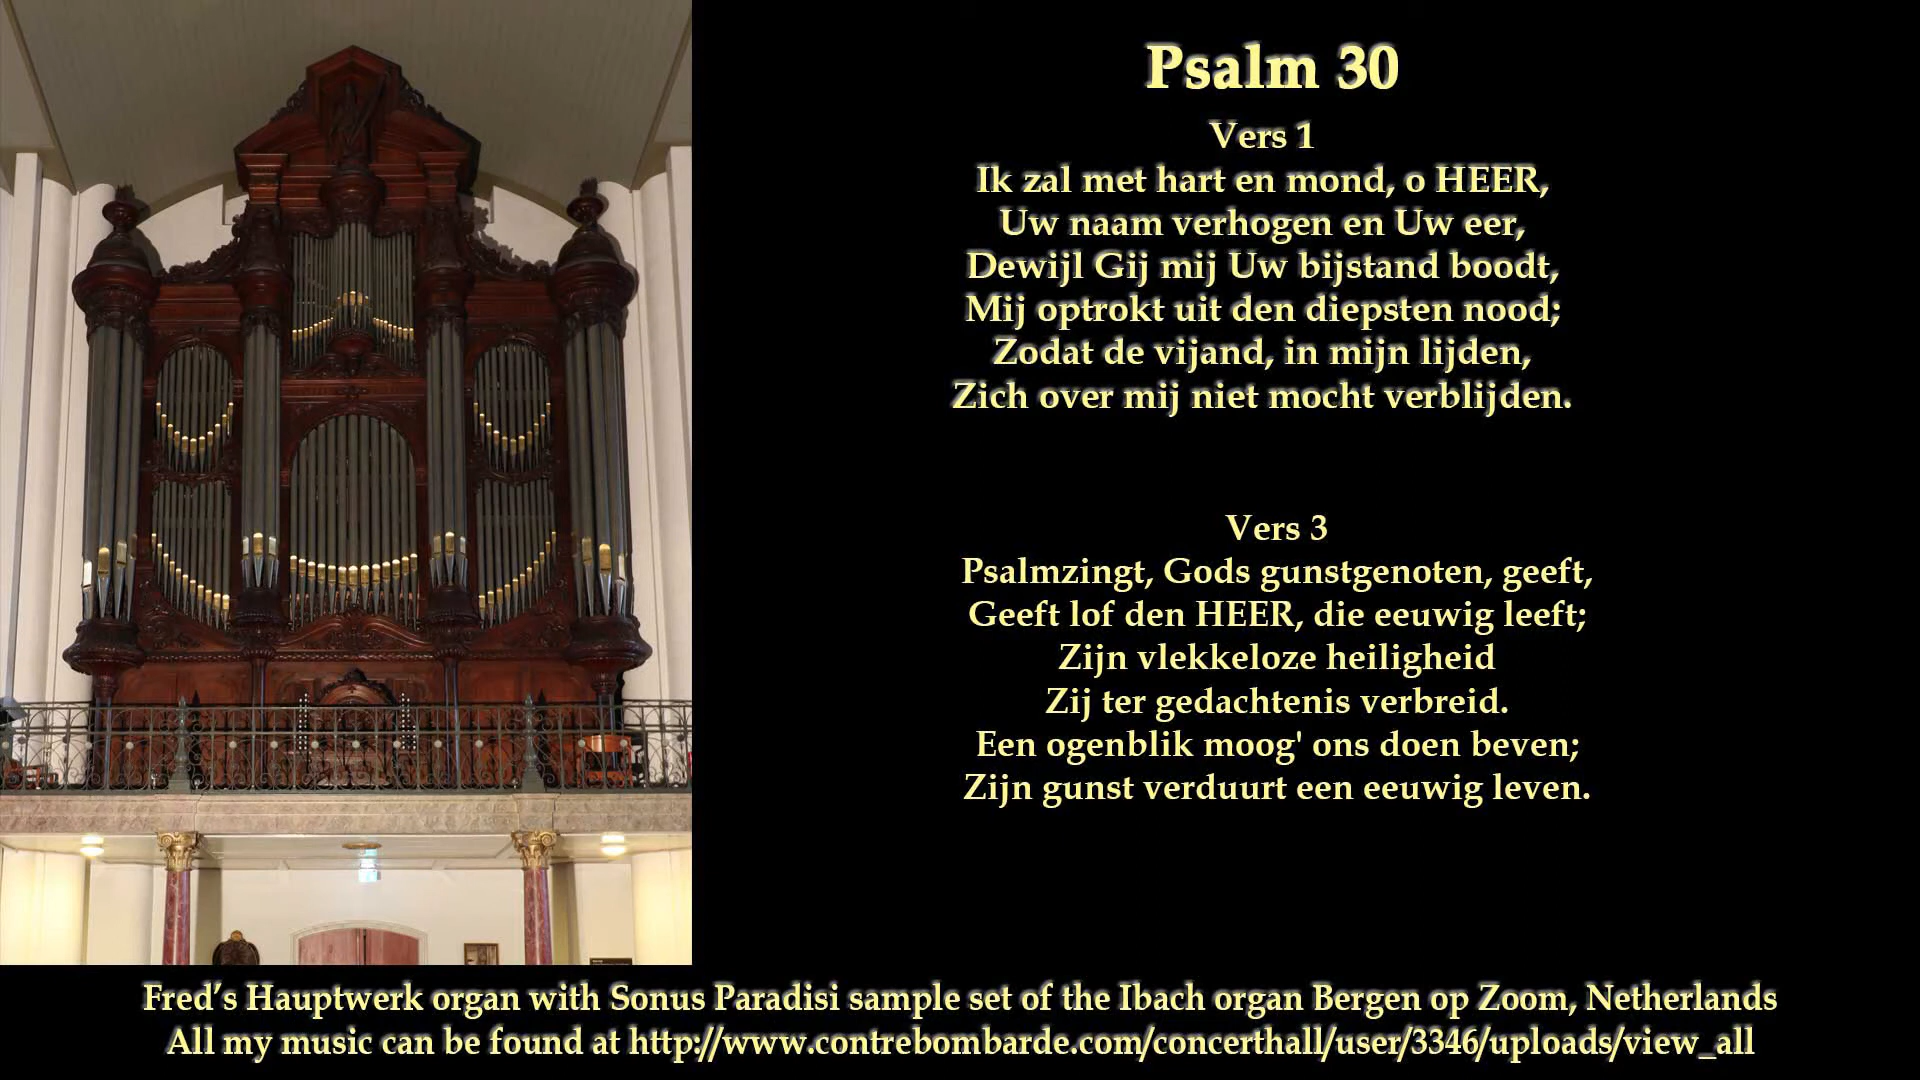 Psalm 30
Vers 1
Ik zal met hart en mond, o HEER,
Uw naam verhogen en Uw eer,
Dewijl Gij mij Uw bijstand boodt,
Mij optrokt uit den diepsten nood;
Zodat de vijand, in mijn lijden,
Zich over mij niet mocht verblijden.
Vers 3
Psalmzingt, Gods gunstgenoten, geeft,
Geeft lof den HEER, die eeuwig leeft;
Zijn vlekkeloze heiligheid
Zij ter gedachtenis verbreid.
Een ogenblik moog' ons doen beven;
Zijn gunst verduurt een eeuwig leven.
Fred’s Hauptwerk organ with Sonus Paradisi sample set of the Ibach organ Bergen op Zoom, Netherlands
All my music can be found at http://www.contrebombarde.com/concerthall/user/3346/uploads/view_all